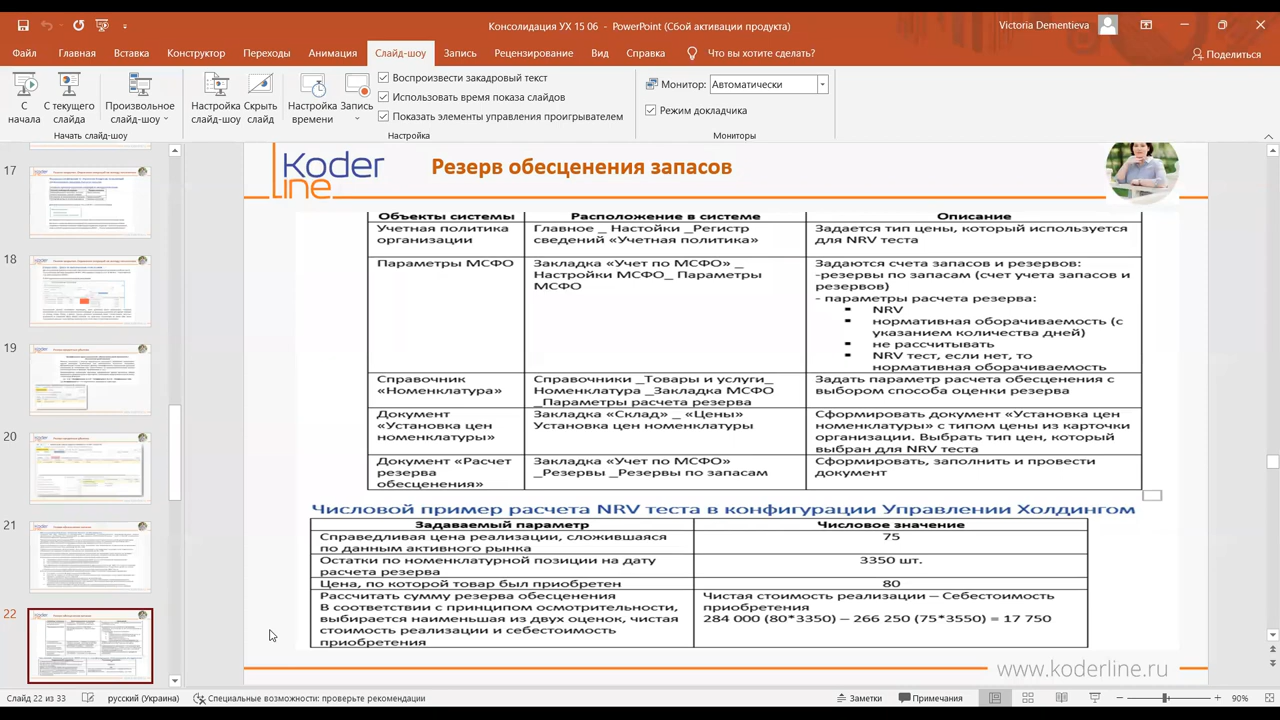 Консолидация УХ 15 06 - PowerPoint (Сбой активации продукта)
Victoria Dementieva
Файл Главная Вставка Конструктор Переходы Анимация Слайд-шоу Запись Рецензирование Вид Справка Что вы хотите сделать? Поделиться
С начала
С текущего слайда
Произвольное слайд-шоу
Настройка слайд-шоу
Скрыть слайд
Настройка времени
Запись
Воспроизвести закадровый текст
Использовать время показа слайдов
Показать элементы управления проигрывателем
Монитор: Автоматически
Режим докладчика
Начать слайд-шоу
Настройка
Мониторы
17
18
19
20
21
22
Koder
line
Резерв обесценения запасов
Объекты системы Расположение в системе Описание
Учетная политика
организации
Главное _ Настойки _Регистр
сведений «Учетная политика»
Задается тип цены, который используется
для NRV теста
Параметры МСФО
Закладка «Учет по МСФО» _
Настройки МСФО_ Параметры
МСФО
Задаются счета запасов и резервов:
-резервы по запасам (счет учета запасов и
резервов)
- параметры расчета резерва:
▪ NRV
▪ нормативная оборачиваемость (с
указанием количества дней)
▪ не рассчитывать
▪ NRV тест, если нет, то
нормативная оборачиваемость
Справочник
«Номенклатура»
Справочники _Товары и услуги_
Номенклатура _Закладка МСФО
_Параметры расчета резерва
Задать параметр расчета обесценения с
выбором способа оценки резерва
Документ
«Установка цен
номенклатуры»
Закладка «Склад» _ «Цены»
Установка цен номенклатуры
Сформировать документ «Установка цен
номенклатуры» с типом цены из карточки
организации. Выбрать тип цен, который
выбран для NRV теста
Документ «Расчет
резерва
обесценения»
Закладка «Учет по МСФО»
_Резервы _Резервы по запасам
Сформировать, заполнить и провести
документ
Числовой пример расчета NRV теста в конфигурации Управлении Холдингом
Задаваемый параметр Числовое значение
Справедливая цена реализации, сложившаяся
по данным активного рынка
75
Остатки по номенклатурной позиции на дату
расчета резерва
3350 шт.
Цена, по которой товар был приобретен 80
Рассчитать сумму резерва обесценения
В соответствии с принципом осмотрительности,
выбирается наименьшая из двух оценок, чистая
стоимость реализации и себестоимость
приобретения
Чистая стоимость реализации – Себестоимость
приобретения
284 000 (80* 3550) – 266 250 (75*3550) = 17 750
www.koderline.ru
Слайд 22 из 33 русский (Украина) Специальные возможности: проверьте рекомендации Заметки Примечания 90%